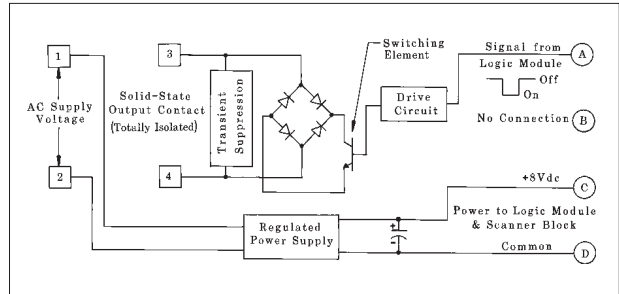 1
3
Switching
Element
Signal from
Logic Module
A
Off
On
AC Supply
Voltage
Solid-State
Output Contact
(Totally Isolated)
Transient
Suppression
Drive
Circuit
No Connection
B
2
4
+8Vdc
C
Regulated
Power Supply
+
-
Power to Logic Module
& Scanner Block
Common
D